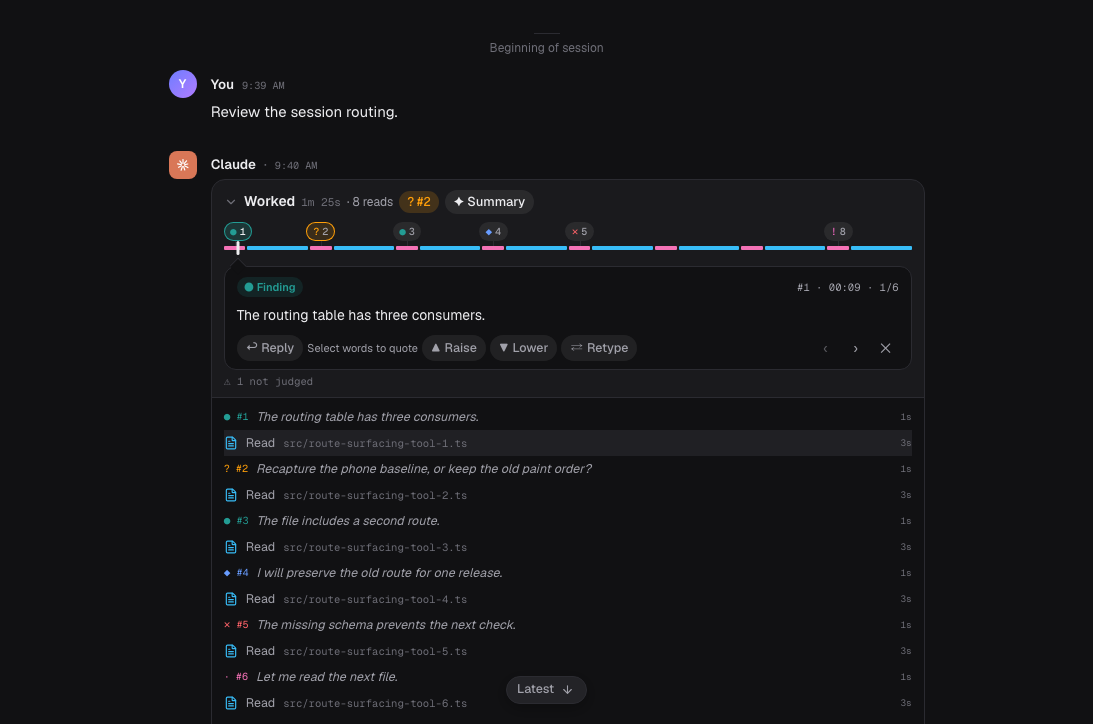 Beginning of session
Y You 9:39 AM
Review the session routing.
Claude · 9:40 AM
Worked 1m 25s · 8 reads ? #2 ✦ Summary
● 1 ? 2 ● 3 ◆ 4 ✕ 5 ! 8
● Finding #1 · 00:09 · 1/6
The routing table has three consumers.
↩ Reply Select words to quote ▲ Raise ▼ Lower ⇄ Retype ‹ › ✕
⚠ 1 not judged
● #1 The routing table has three consumers. 1s
Read src/route-surfacing-tool-1.ts 3s
? #2 Recapture the phone baseline, or keep the old paint order? 1s
Read src/route-surfacing-tool-2.ts 3s
● #3 The file includes a second route. 1s
Read src/route-surfacing-tool-3.ts 3s
◆ #4 I will preserve the old route for one release. 1s
Read src/route-surfacing-tool-4.ts 3s
✕ #5 The missing schema prevents the next check. 1s
Read src/route-surfacing-tool-5.ts 3s
· #6 Let me read the next file. 1s
Latest ↓
Read src/route-surfacing-tool-6.ts 3s